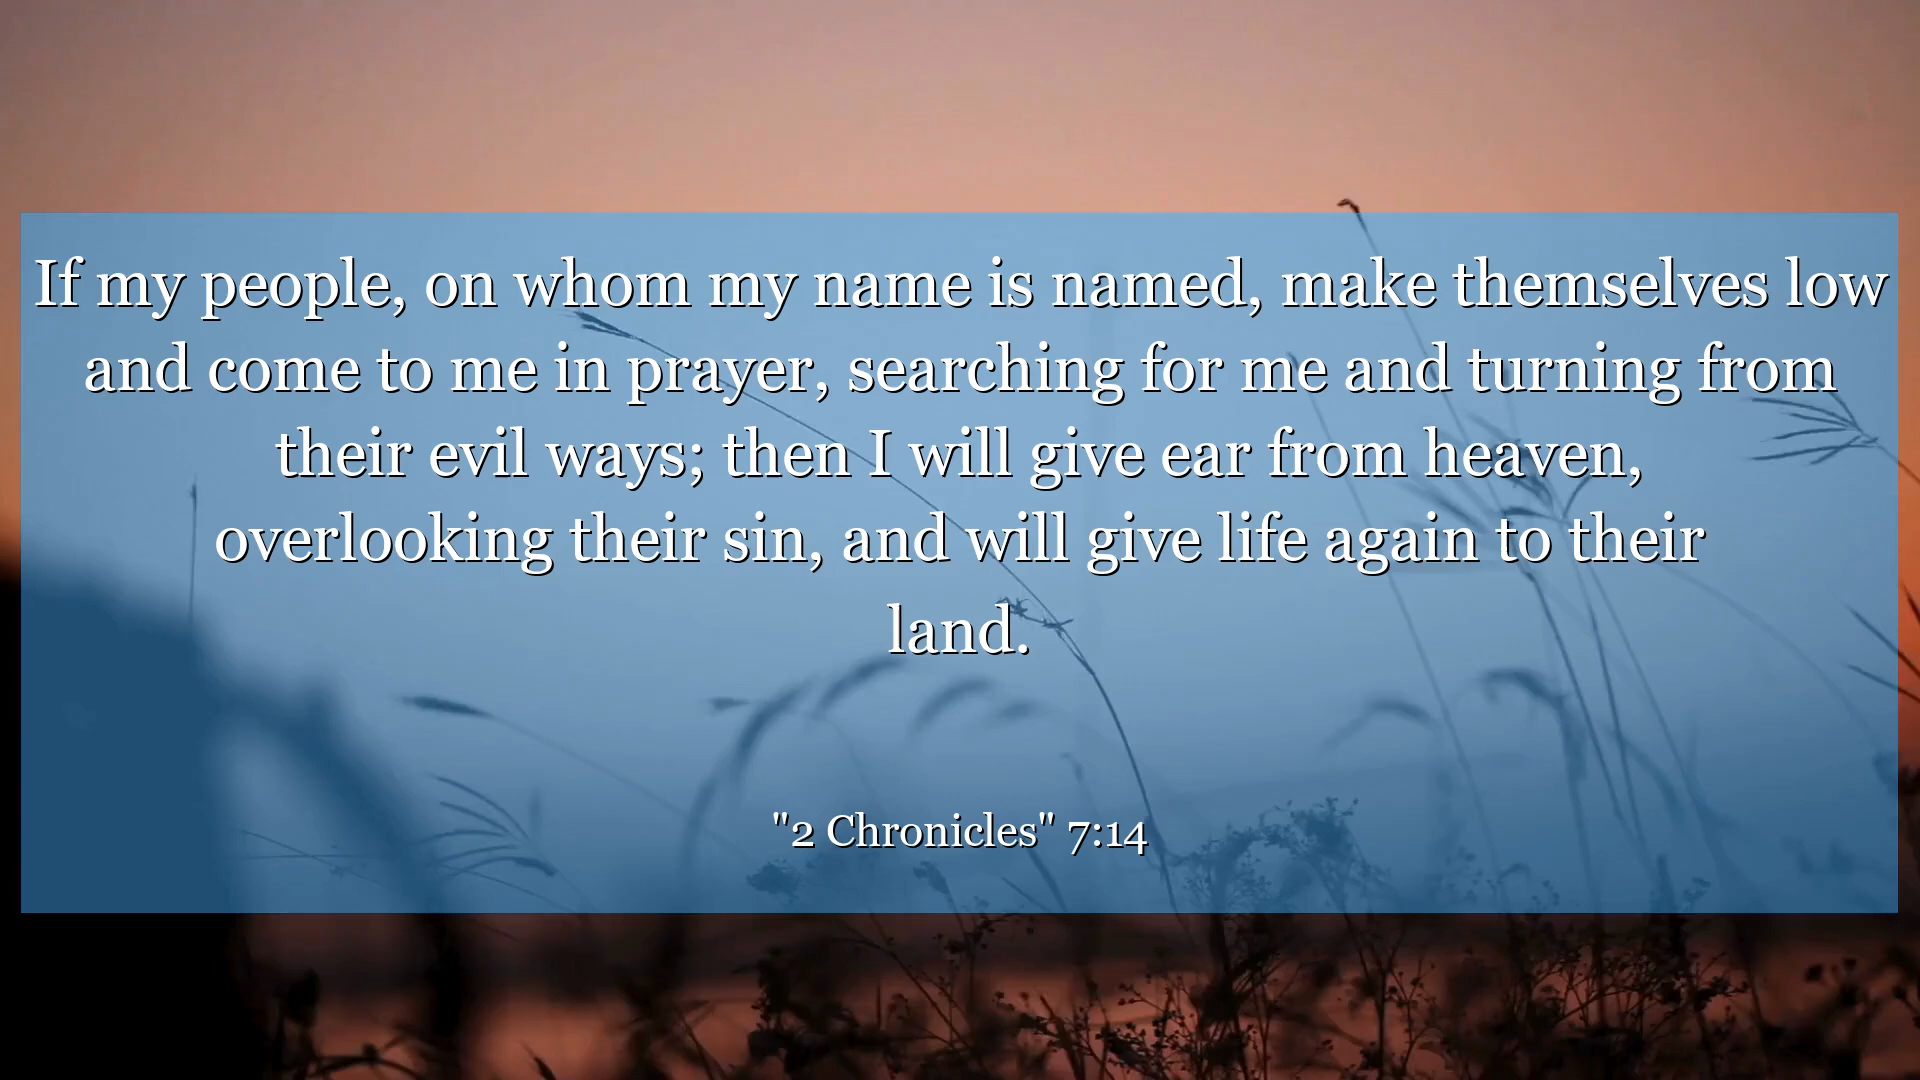 If my people, on whom my name is named, make themselves low
and come to me in prayer, searching for me and turning from
their evil ways; then I will give ear from heaven,
overlooking their sin, and will give life again to their
land.
"2 Chronicles" 7:14